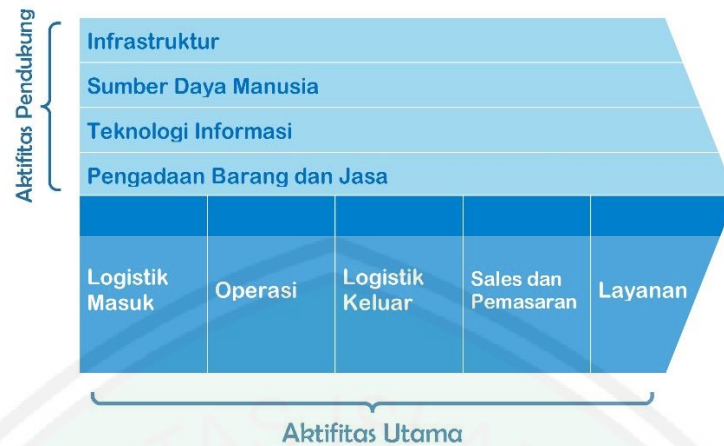 Aktifitas Pendukung
Infrastruktur
Sumber Daya Manusia
Teknologi Informasi
Pengadaan Barang dan Jasa
Logistik
Masuk
Operasi
Logistik
Keluar
Sales dan
Pemasaran
Layanan
Aktifitas Utama